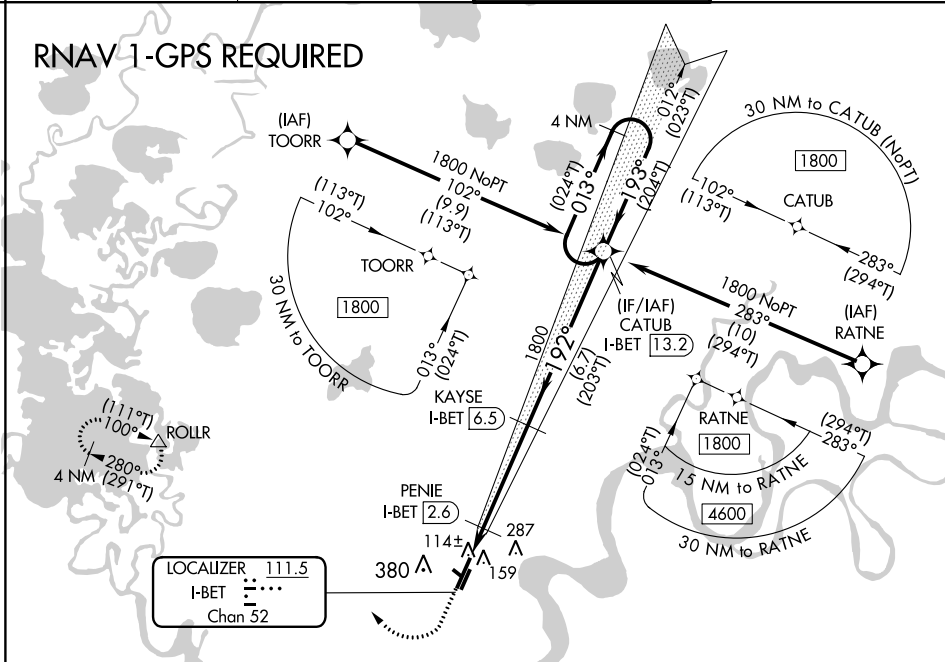 RNAV 1-GPS REQUIRED
(IAF)
TOORR
1800 NoPT
102°
(9.9)
(113°T)
4 NM
(024°T)
013°
193°
(204°T)
012°
(023°T)
30 NM to CATUB (NoPT)
1800
102°
(113°T)
CATUB
283°
(294°T)
(113°T)
102°
TOORR
1800
30 NM to TOORR
013°
(024°T)
1800 NoPT
283°
(10)
(294°T)
(IAF)
RATNE
(IF/IAF)
CATUB
I-BET 13.2
1800
192°
(6.7)
(203°T)
KAYSE
I-BET 6.5
RATNE
1800
(294°T)
283°
(024°T)
013°
15 NM to RATNE
4600
30 NM to RATNE
(111°T)
100°
ROLLR
280°
4 NM (291°T)
PENIE
I-BET 2.6
114±
287
380
159
LOCALIZER 111.5
I-BET
Chan 52